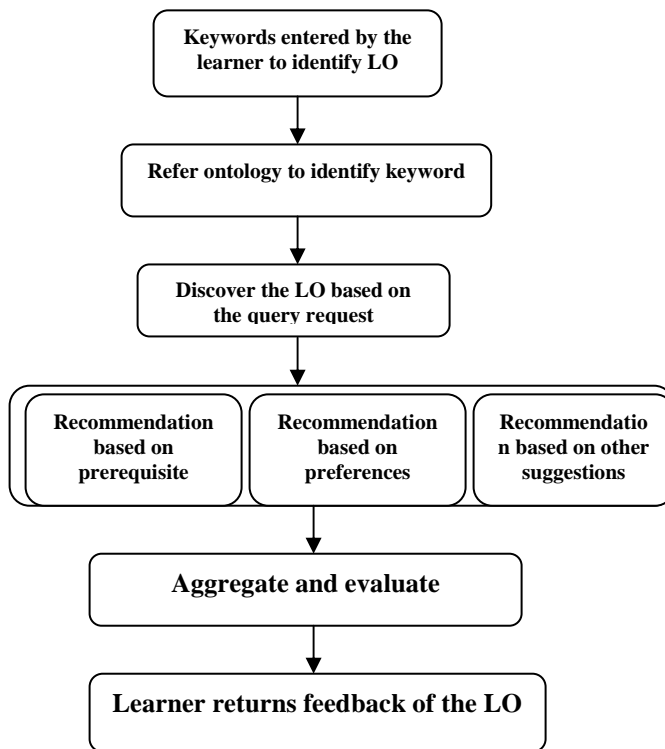 Keywords entered by the
learner to identify LO
Refer ontology to identify keyword
Discover the LO based on
the query request
Recommendation
based on
prerequisite
Recommendation
based on
preferences
Recommendatio
n based on other
suggestions
Aggregate and evaluate
Learner returns feedback of the LO